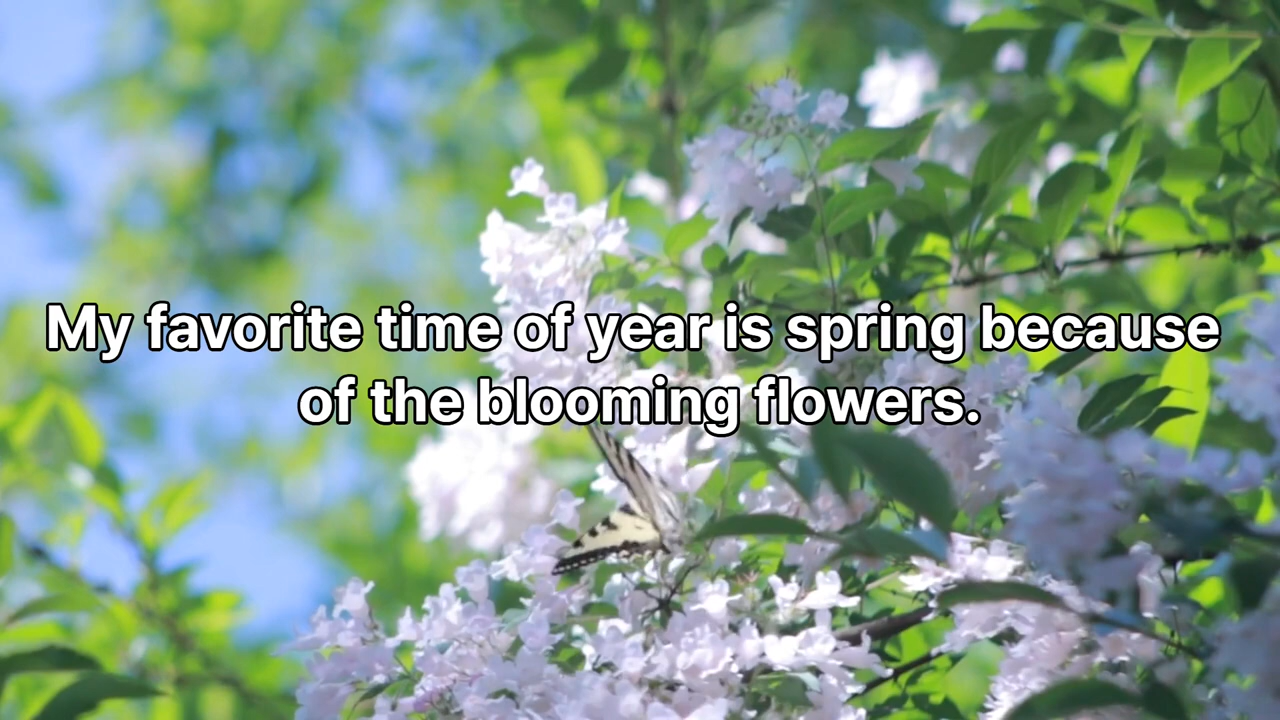 My favorite time of year is spring because
of the blooming flowers.